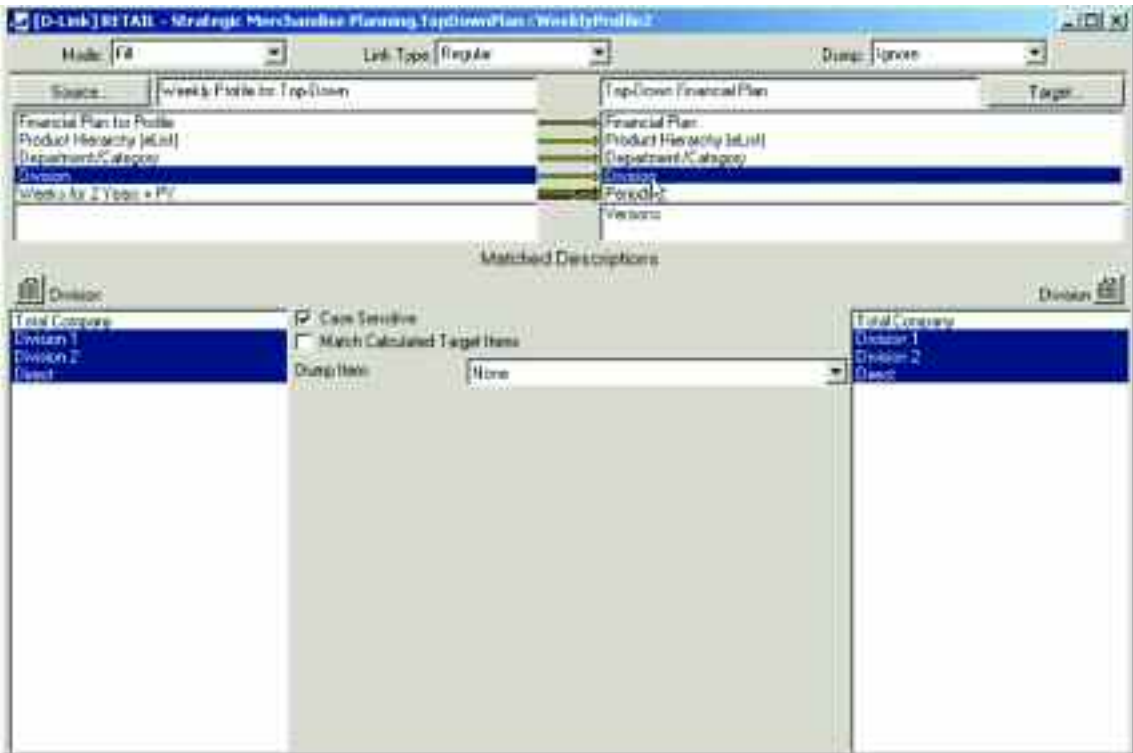 [D-Link] RETAIL - Strategic Merchandise Planning.TopDownPlan : WeeklyProfile2
Mode: Fill Link Type: Regular Dump: Ignore
Source... Weekly Profile for Top-Down Top-Down Financial Plan Target...
Financial Plan for Profile Financial Plan
Product Hierarchy (eList) Product Hierarchy (eList)
Department/Category Department/Category
Division Division
Weeks for 2 Years + PY
Versions
Matched Descriptions
Division Division
Total Company Case Sensitive Total Company
Division 1 Match Calculated Target Items Division 1
Division 2 Division 2
Direct Dump Item: None Direct